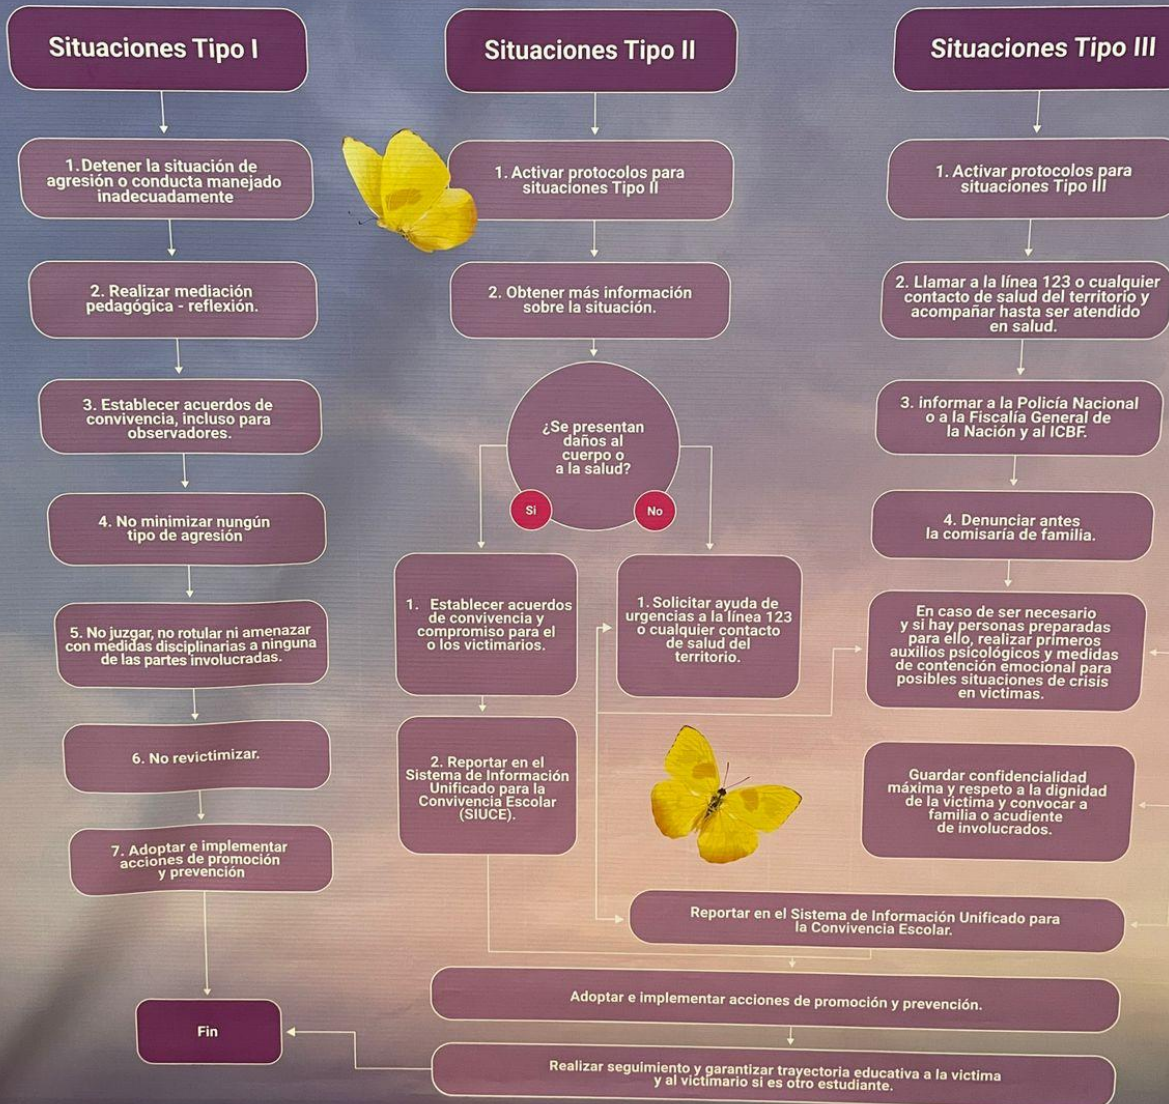 Situaciones Tipo I
1.Detener la situación de
agresión o conducta manejado
inadecuadamente
2. Realizar mediación
pedagógica - reflexión.
3. Establecer acuerdos de
convivencia, incluso para
observadores.
4. No minimizar nungún
tipo de agresión
5. No juzgar, no rotular ni amenazar
con medidas disciplinarias a ninguna
de las partes involucradas.
6. No revictimizar.
7. Adoptar e implementar
acciones de promoción
y prevención
Fin
Situaciones Tipo II
1. Activar protocolos para
situaciones Tipo II
2. Obtener más información
sobre la situación.
¿Se presentan
daños al
cuerpo o
a la salud?
Si
No
1. Establecer acuerdos
de convivencia y
compromiso para el
o los victimarios.
2. Reportar en el
Sistema de Información
Unificado para la
Convivencia Escolar
(SIUCE).
1. Solicitar ayuda de
urgencias a la línea 123
o cualquier contacto
de salud del
territorio.
Situaciones Tipo III
1. Activar protocolos para
situaciones Tipo III
2. Llamar a la línea 123 o cualquier
contacto de salud del territorio y
acompañar hasta ser atendido
en salud.
3. informar a la Policía Nacional
o a la Fiscalía General de
la Nación y al ICBF.
4. Denunciar antes
la comisaría de familia.
En caso de ser necesario
y si hay personas preparadas
para ello, realizar primeros
auxilios psicológicos y medidas
de contención emocional para
posibles situaciones de crisis
en victimas.
Guardar confidencialidad
máxima y respeto a la dignidad
de la victima y convocar a
familia o acudiente
de involucrados.
Reportar en el Sistema de Información Unificado para
la Convivencia Escolar.
Adoptar e implementar acciones de promoción y prevención.
Realizar seguimiento y garantizar trayectoria educativa a la victima
y al victimario si es otro estudiante.